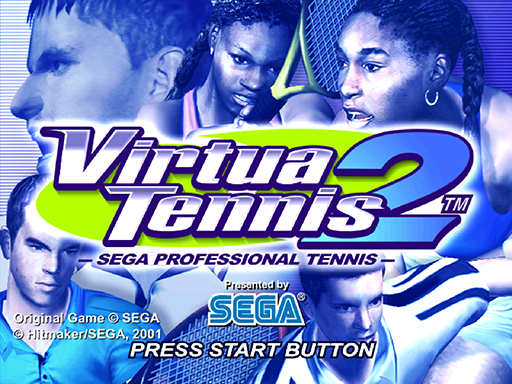 Virtua
Tennis 2 TM
– SEGA PROFESSIONAL TENNIS –
Presented by
SEGA®
Original Game © SEGA
© Hitmaker/SEGA, 2001
PRESS START BUTTON